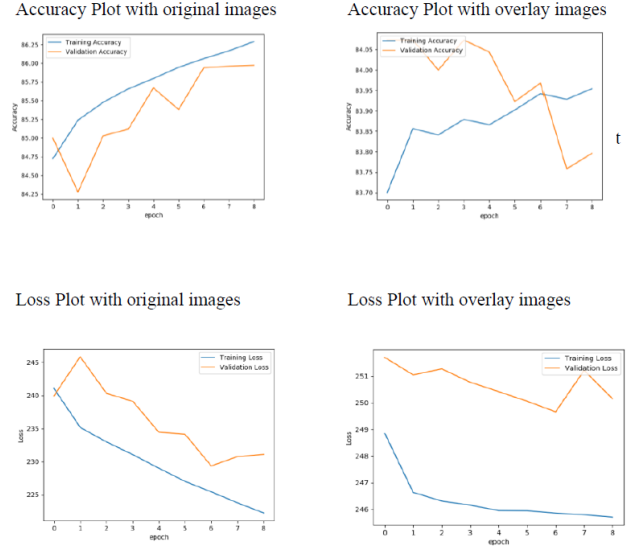 Accuracy Plot with original images
Accuracy
86.25
86.00
85.75
85.50
85.25
85.00
84.75
84.50
84.25
Training Accuracy
Validation Accuracy
0 1 2 3 4 5 6 7 8
epoch
Accuracy Plot with overlay images
Accuracy
84.05
84.00
83.95
83.90
83.85
83.80
83.75
83.70
Training Accuracy
Validation Accuracy
0 1 2 3 4 5 6 7 8
epoch
t
Loss Plot with original images
Loss
245
240
235
230
225
Training Loss
Validation Loss
0 1 2 3 4 5 6 7 8
epoch
Loss Plot with overlay images
Loss
251
250
249
248
247
246
Training Loss
Validation Loss
0 1 2 3 4 5 6 7 8
epoch